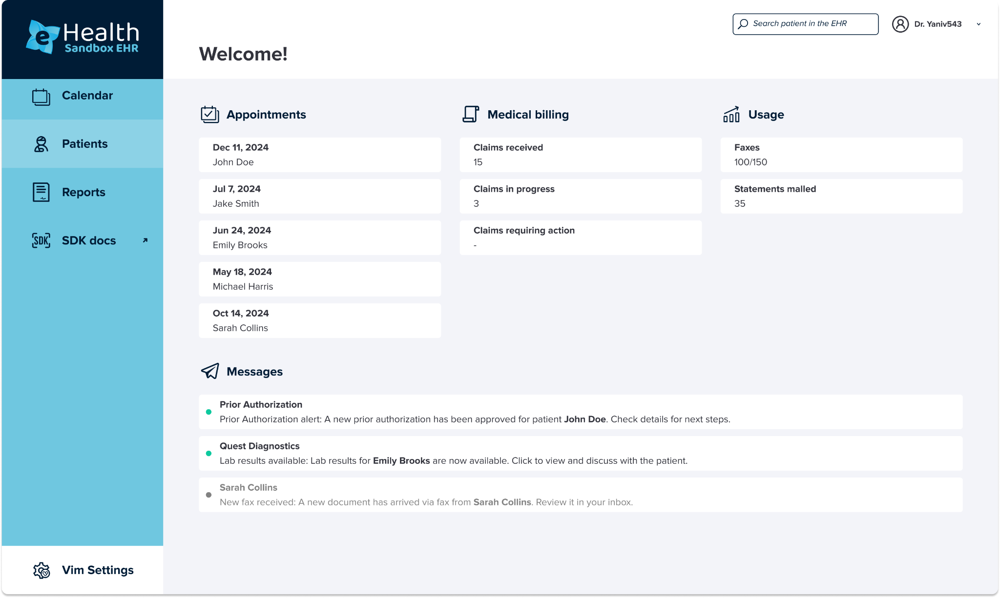 eHealth
Sandbox EHR
Search patient in the EHR
Dr. Yaniv543
Welcome!
Calendar
Patients
Reports
SDK SDK docs
Vim Settings
Appointments
Dec 11, 2024
John Doe
Jul 7, 2024
Jake Smith
Jun 24, 2024
Emily Brooks
May 18, 2024
Michael Harris
Oct 14, 2024
Sarah Collins
Medical billing
Claims received
15
Claims in progress
3
Claims requiring action
-
Usage
Faxes
100/150
Statements malled
35
Messages
Prior Authorization
Prior Authorization alert: A new prior authorization has been approved for patient John Doe. Check details for next steps.
Quest Diagnostics
Lab results available: Lab results for Emily Brooks are now available. Click to view and discuss with the patient.
Sarah Collins
New fax received: A new document has arrived via fax from Sarah Collins. Review it in your inbox.